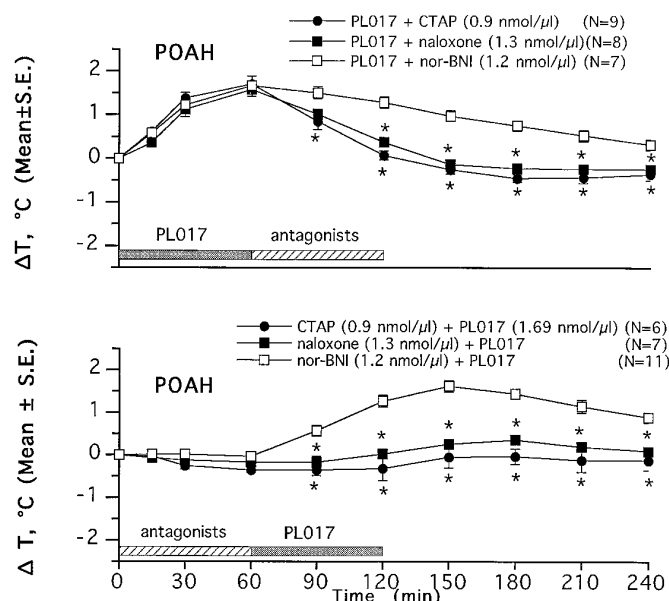 PL017 + CTAP (0.9 nmol/µl) (N=9)
POAH
PL017 + naloxone (1.3 nmol/µl)(N=8)
PL017 + nor-BNI (1.2 nmol/µl) (N=7)
ΔT, °C (Mean±S.E.)
2
1
0
-1
-2
* * * * * *
* * * * * *
PL017
antagonists
CTAP (0.9 nmol/µl) + PL017 (1.69 nmol/µl) (N=6)
naloxone (1.3 nmol/µl) + PL017 (N=7)
nor-BNI (1.2 nmol/µl) + PL017 (N=11)
POAH
Δ T, °C (Mean ± S.E.)
2
1
0
-1
-2
* * * * * *
* * * * * *
antagonists
PL017
0 30 60 90 120 150 180 210 240
Time (min)